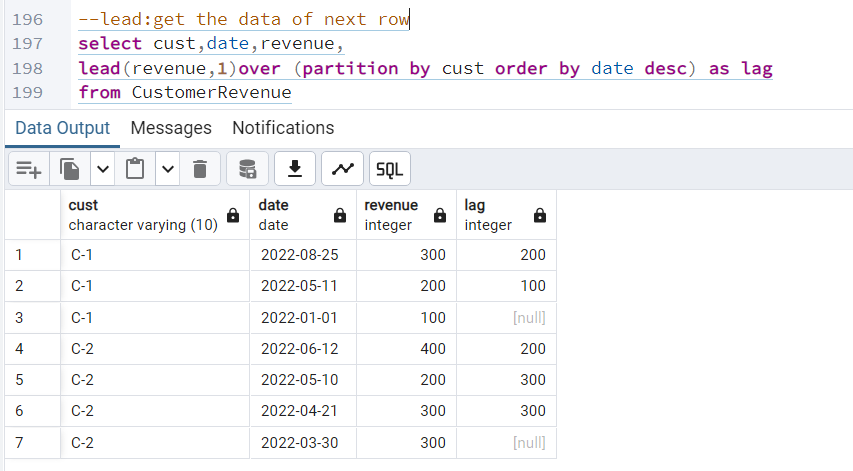 196 --lead:get the data of next row
197 select cust,date,revenue,
198 lead(revenue,1)over (partition by cust order by date desc) as lag
199 from CustomerRevenue
Data Output Messages Notifications
SQL
cust date revenue lag
character varying (10) date integer integer
1 C-1 2022-08-25 300 200
2 C-1 2022-05-11 200 100
3 C-1 2022-01-01 100 [null]
4 C-2 2022-06-12 400 200
5 C-2 2022-05-10 200 300
6 C-2 2022-04-21 300 300
7 C-2 2022-03-30 300 [null]